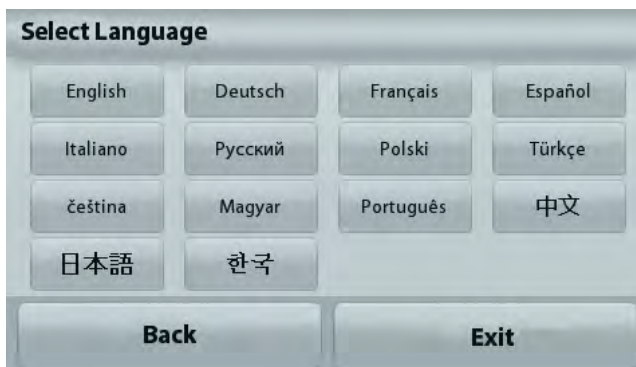 Select Language
English Deutsch Français Español
Italiano Русский Polski Türkçe
čeština Magyar Português 中文
日本語 한국
Back Exit